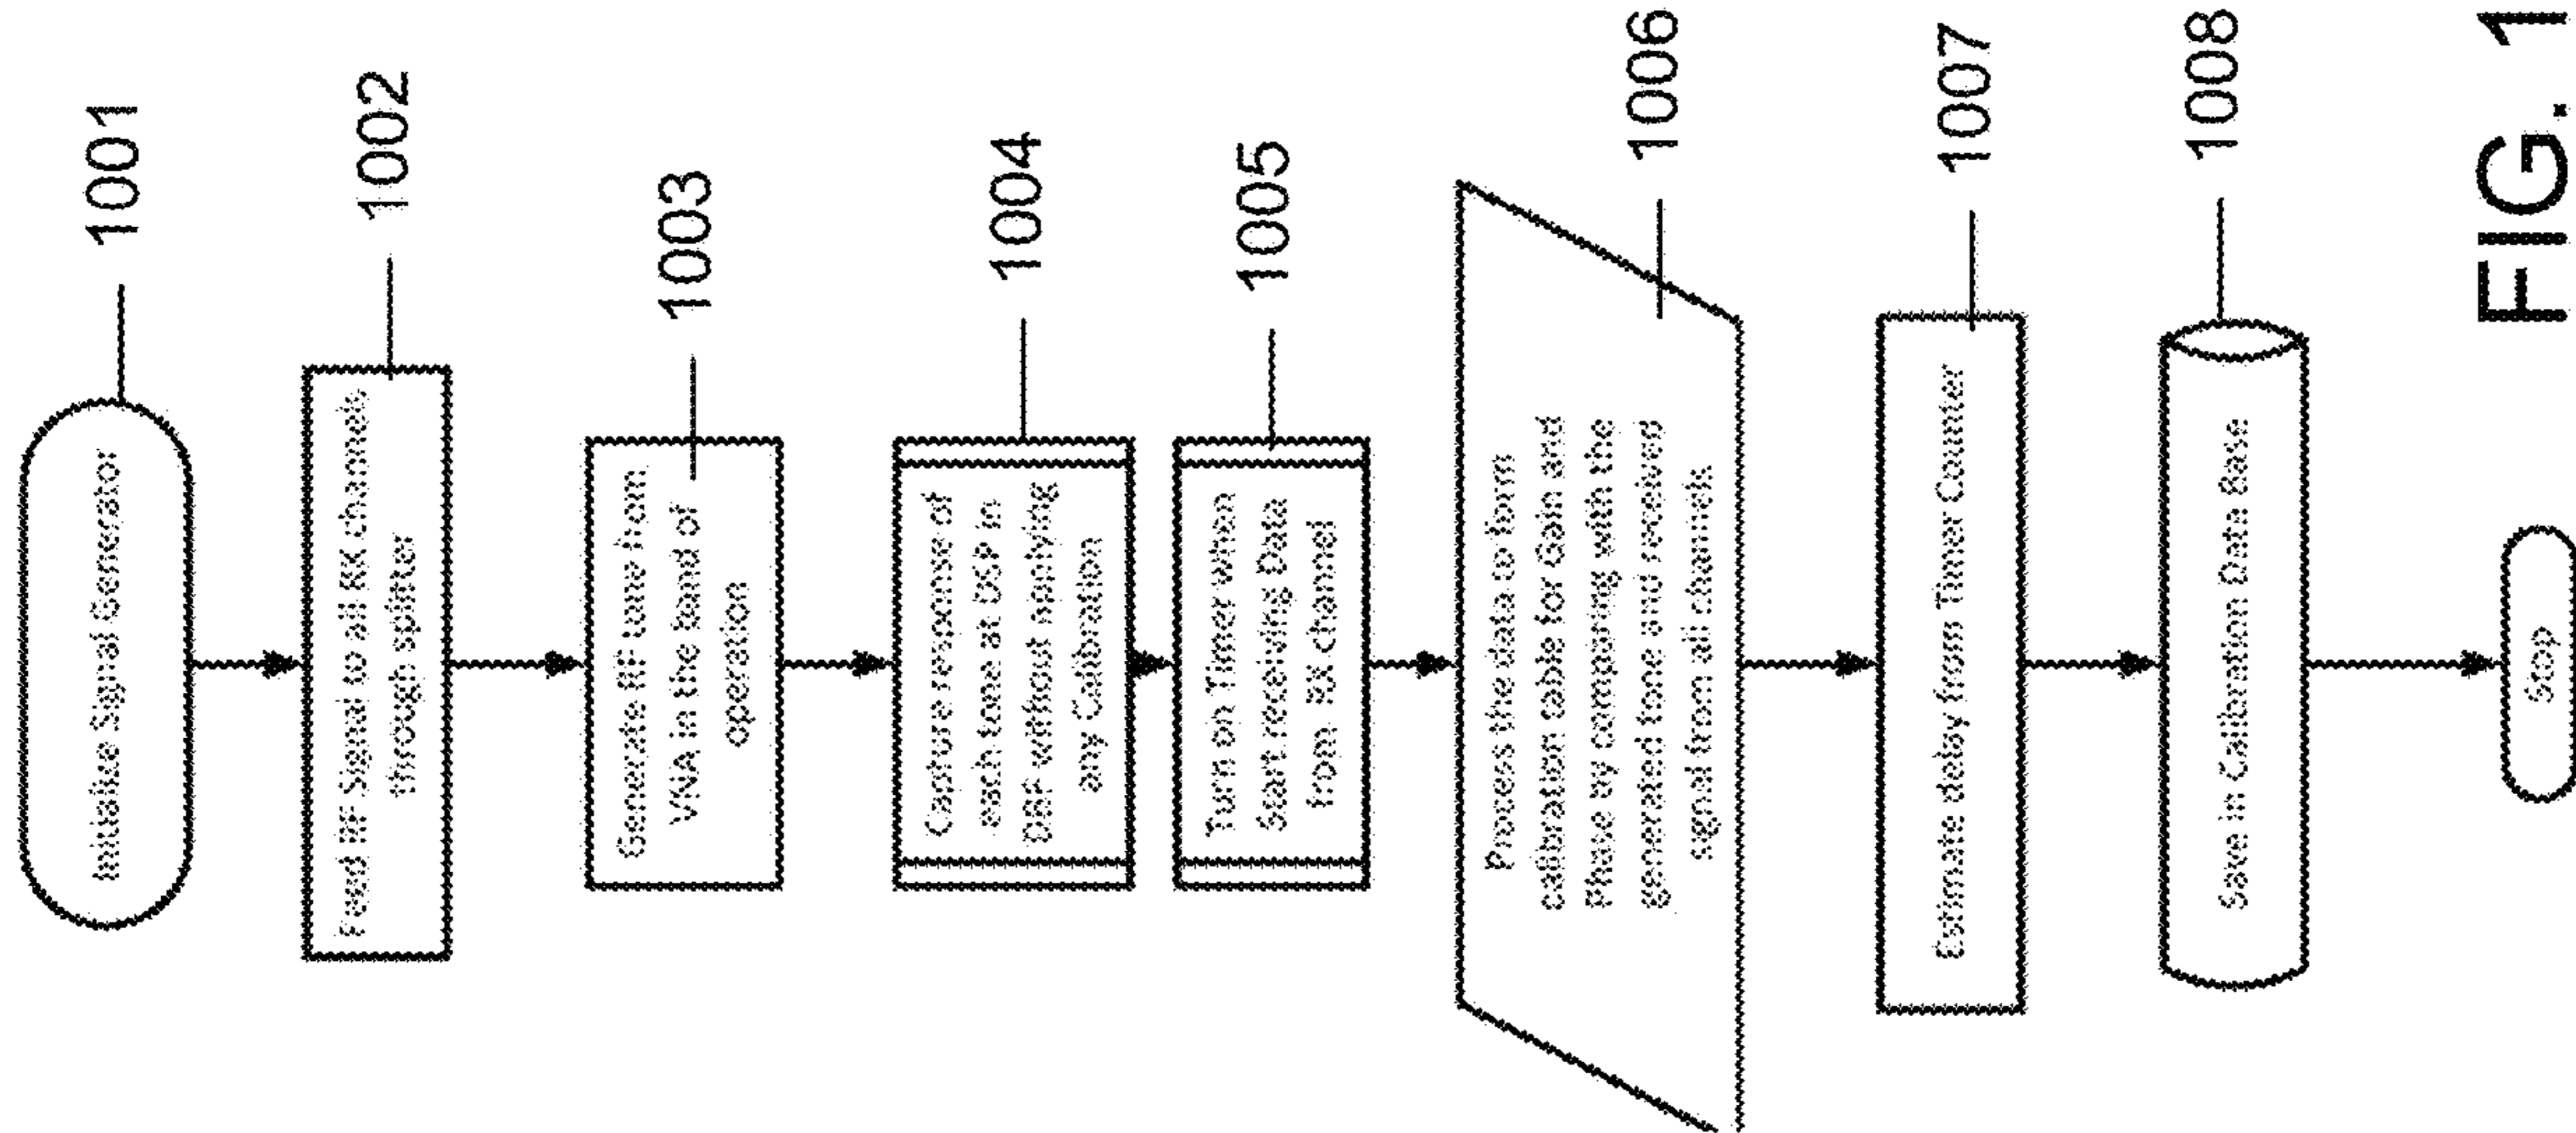 1001
Initialize Signal Generator
1002
Feed RF Signal to all RX channels
through splitter
1003
Generate RF tone from
VNA in the band of
operation
1004
Capture response of
each tone at DSP in
DBF without applying
any Calibration
1005
Turn on Timer when
Start receiving Data
from RX channel
1006
Process the data to form
calibration table for Gain and
Phase by comparing with the
generated tone and received
signal from all channels
1007
Estimate delay from Timer Counter
1008
Save in Calibration Data Base
Stop
FIG. 1